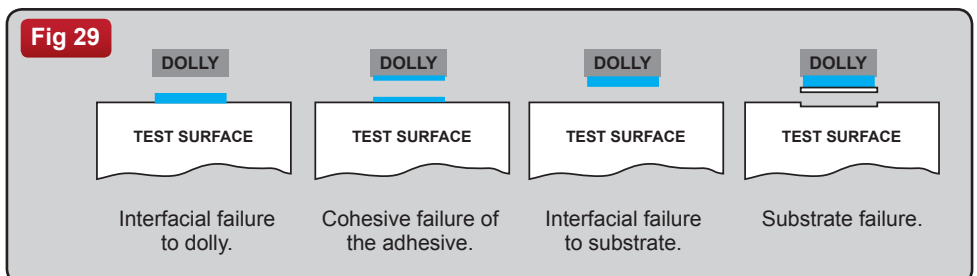 Fig 29
DOLLY
TEST SURFACE
Interfacial failure
to dolly.
DOLLY
TEST SURFACE
Cohesive failure of
the adhesive.
DOLLY
TEST SURFACE
Interfacial failure
to substrate.
DOLLY
TEST SURFACE
Substrate failure.